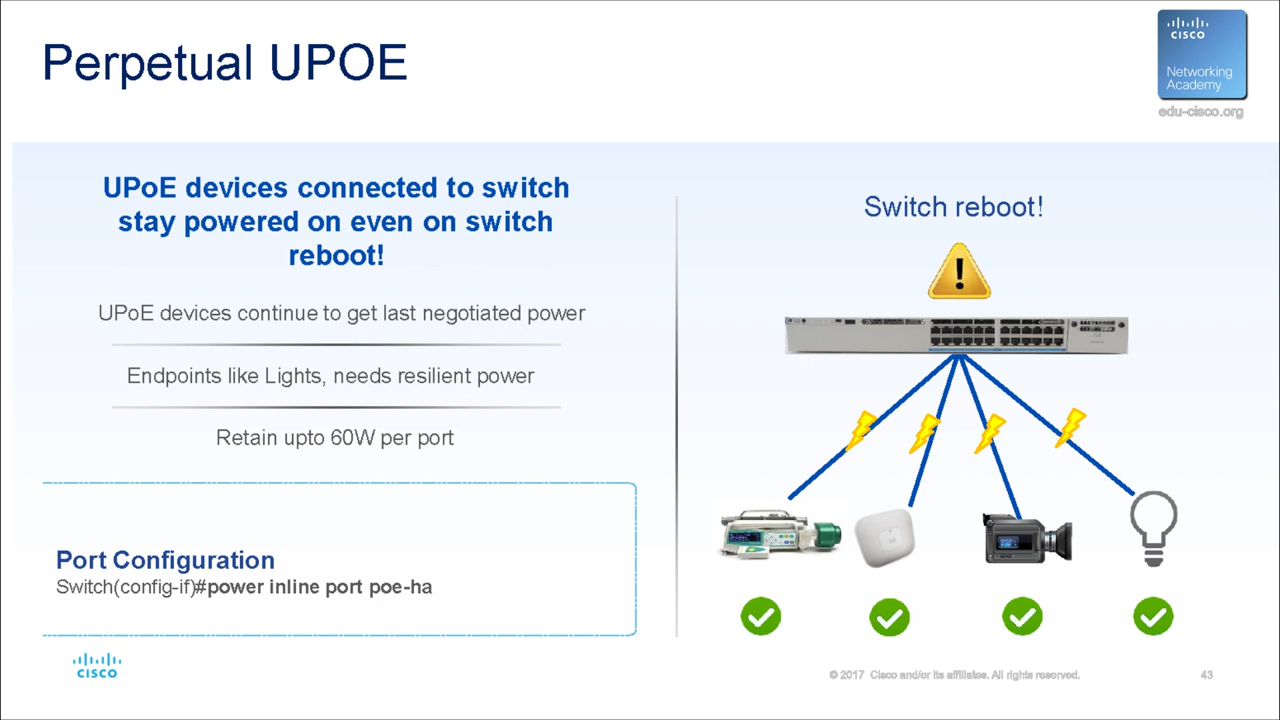 Perpetual UPOE
CISCO
Networking
Academy
edu-cisco.org
UPoE devices connected to switch
stay powered on even on switch
reboot!
UPoE devices continue to get last negotiated power
Endpoints like Lights, needs resilient power
Retain upto 60W per port
Port Configuration
Switch(config-if)#power inline port poe-ha
Switch reboot!
CISCO
© 2017 Cisco and/or its affiliates. All rights reserved.
43